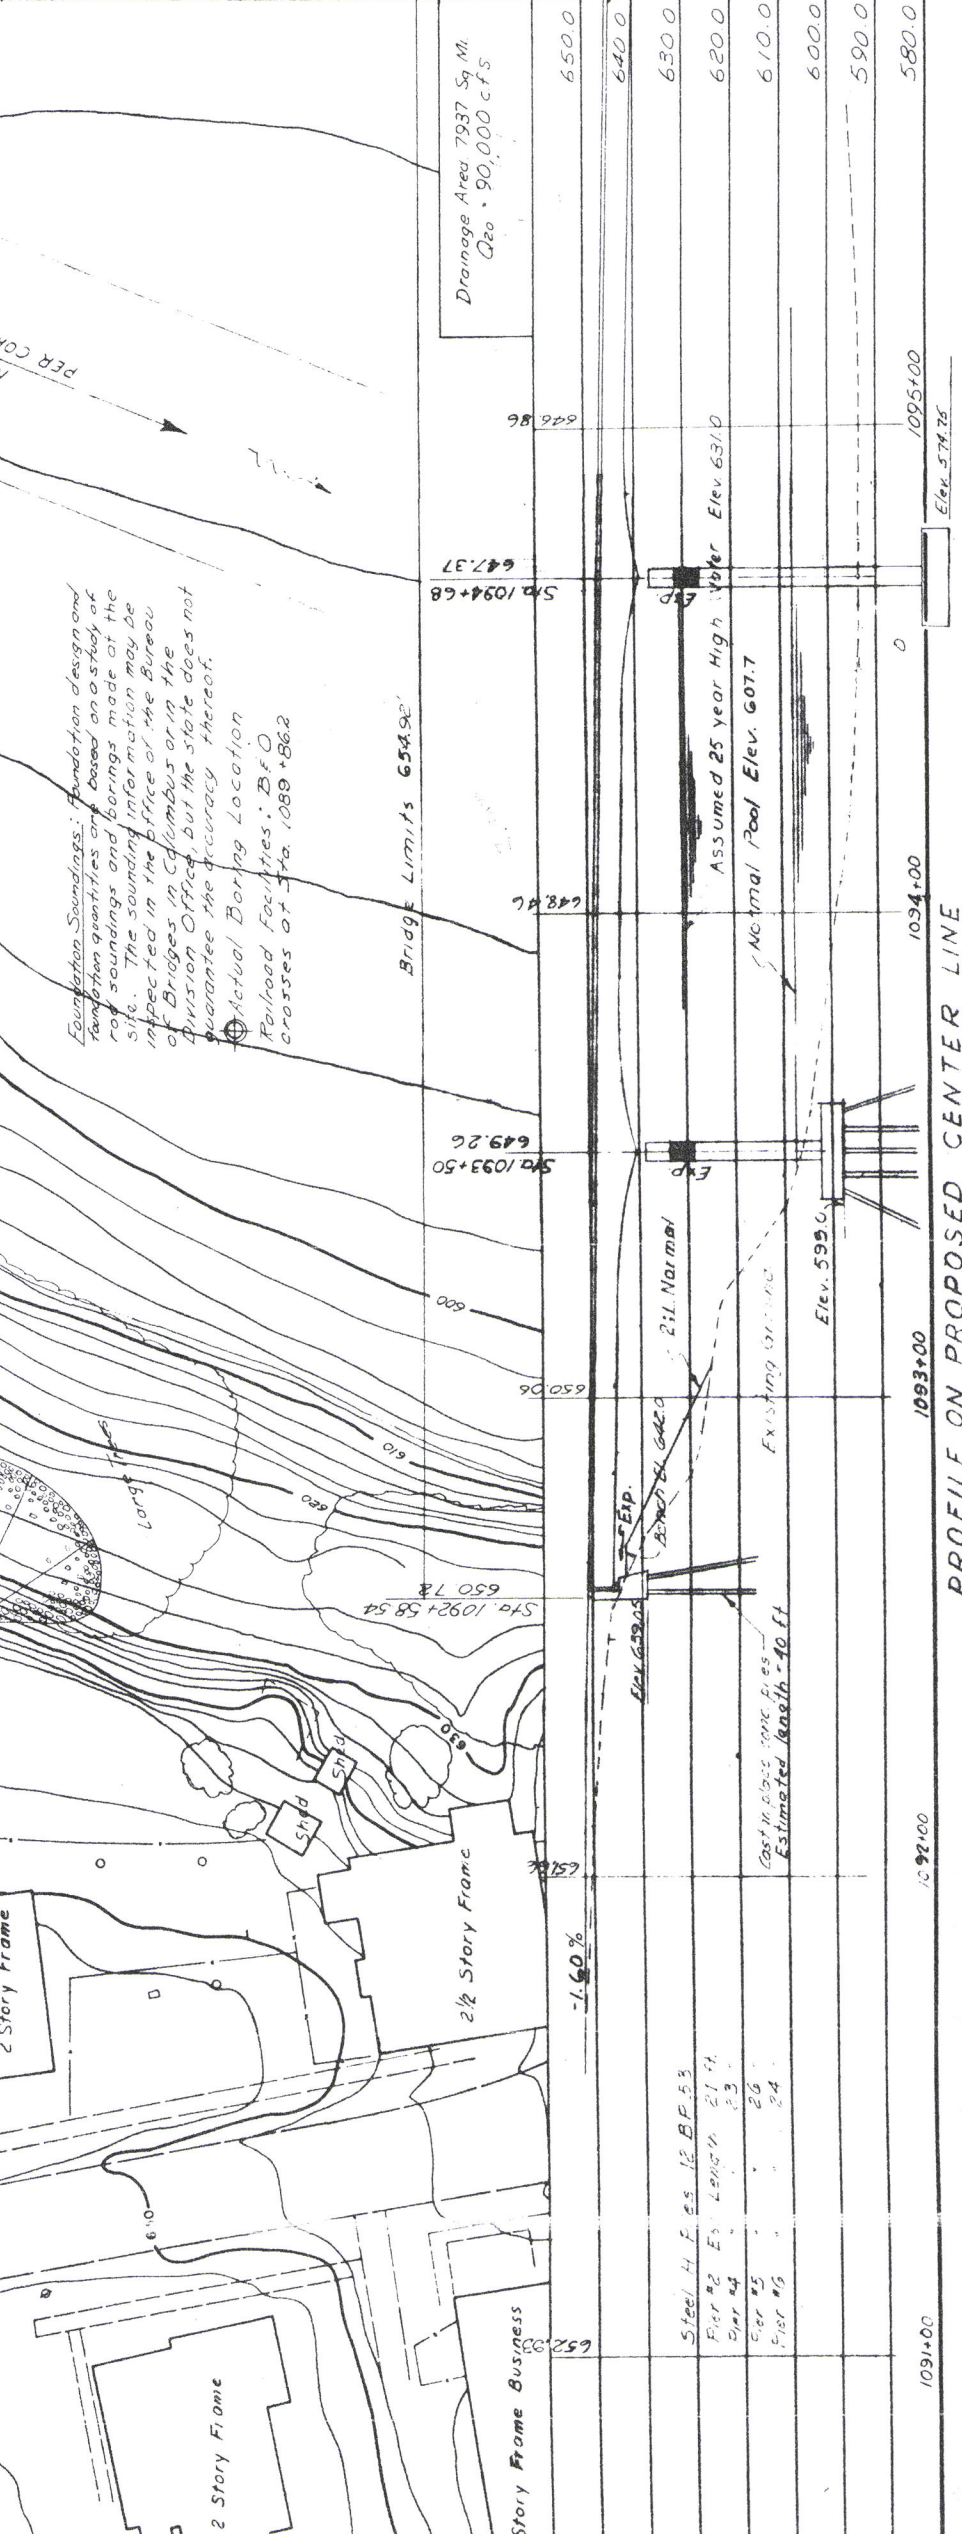 Drainage Area 7937 Sq Mi.
Q20 = 90,000 cfs
650.0
640.0
630.0
620.0
610.0
600.0
590.0
580.0
Foundation Soundings: Foundation design and
foundation quantities are based on a study of
rod soundings and borings made at the
site. The sounding information may be
inspected in the office of the Bureau
of Bridges in Columbus or in the
Division Office, but the state does not
guarantee the accuracy thereof.
Actual Boring Location
Railroad Facilities: B & O
crosses at Sta. 1089+86.2
PER
Bridge Limits 654.92'
646.86
Sta 1094+68
647.37
648.46
Sta 1093+50
649.26
650.06
Sta. 1092+58.54
650.72
652.93
Exp
Assumed 25 year High Water Elev. 631.0
Normal Pool Elev. 607.7
Exp
2:1 Normal
Existing Ground
Elev. 599.0
Elev. 574.75
0
Exp.
Bench El. 642.0
Elev 639.05
Cast in place conc. piles
Estimated length = 40 ft
-1.60%
Steel H Piles 12 BP 53
Pier #2 Est Length 21 ft.
Pier #4 " " 23 "
Pier #5 " " 26 "
Pier #6 " " 24 "
1095+00
1094+00
1093+00
1092+00
1091+00
PROFILE ON PROPOSED CENTER LINE
600
610
620
630
Large Trees
Shed
Shed
2 Story Frame
2½ Story Frame
2 Story Frame
Story Frame Business